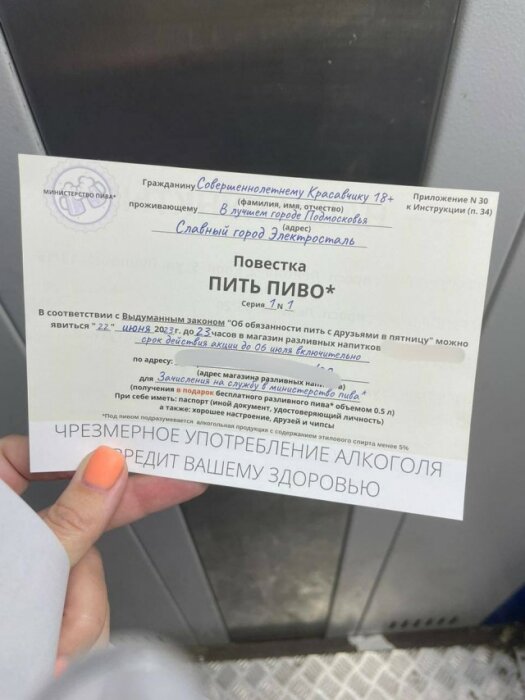 МИНИСТЕРСТВО ПИВА*
Приложение N 30
к Инструкции (п. 34)
Гражданину Совершеннолетнему Красавчику 18+
(фамилия, имя, отчество)
проживающему В лучшем городе Подмосковья
(адрес)
Славный город Электросталь
Повестка
ПИТЬ ПИВО*
Серия 1 N 1
В соответствии с Выдуманным законом "Об обязанности пить с друзьями в пятницу" можно
явиться "22" июня 2023г. до 23 часов в магазин разливных напитков
срок действия акции до 06 июля включительно
по адресу:
(адрес магазина разливных
для Зачисления на службу в министерство пива*
(получения в подарок бесплатного разливного пива* объемом 0.5 л)
При себе иметь: паспорт (иной документ, удостоверяющий личность)
а также: хорошее настроение, друзей и чипсы
*Под пивом подразумевается алкогольная продукция с содержанием этилового спирта менее 5%
ЧРЕЗМЕРНОЕ УПОТРЕБЛЕНИЕ АЛКОГОЛЯ
ВРЕДИТ ВАШЕМУ ЗДОРОВЬЮ